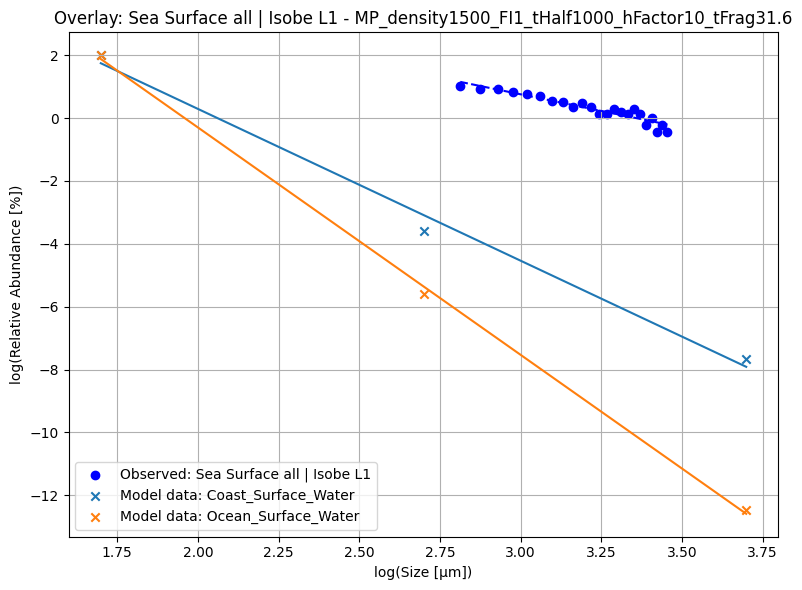 Overlay: Sea Surface all | Isobe L1 - MP_density1500_FI1_tHalf1000_hFactor10_tFrag31.6
log(Relative Abundance [%])
2
0
−2
−4
−6
−8
−10
−12
Observed: Sea Surface all | Isobe L1
Model data: Coast_Surface_Water
Model data: Ocean_Surface_Water
1.75 2.00 2.25 2.50 2.75 3.00 3.25 3.50 3.75
log(Size [μm])